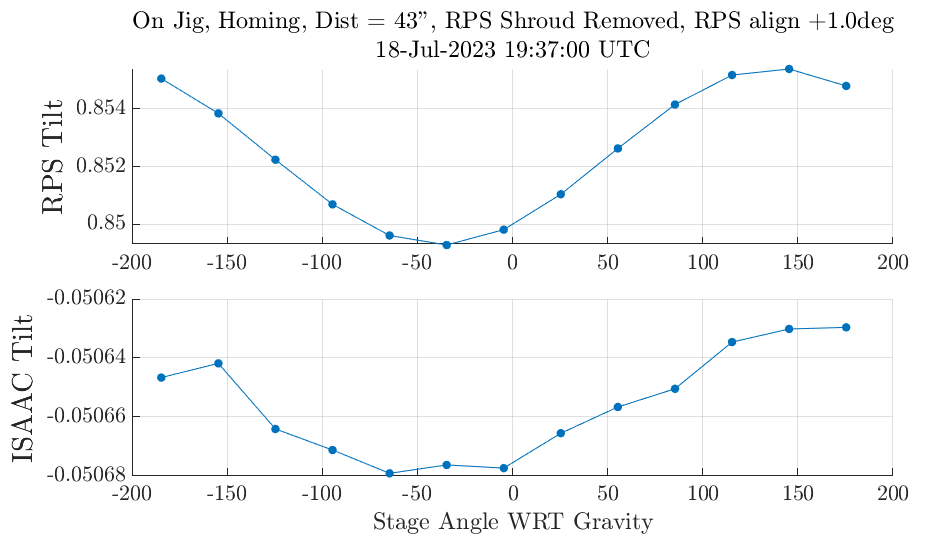 On Jig, Homing, Dist = 43”, RPS Shroud Removed, RPS align +1.0deg
18-Jul-2023 19:37:00 UTC
RPS Tilt
0.854
0.852
0.85
-200 -150 -100 -50 0 50 100 150 200
ISAAC Tilt
-0.05062
-0.05064
-0.05066
-0.05068
-200 -150 -100 -50 0 50 100 150 200
Stage Angle WRT Gravity